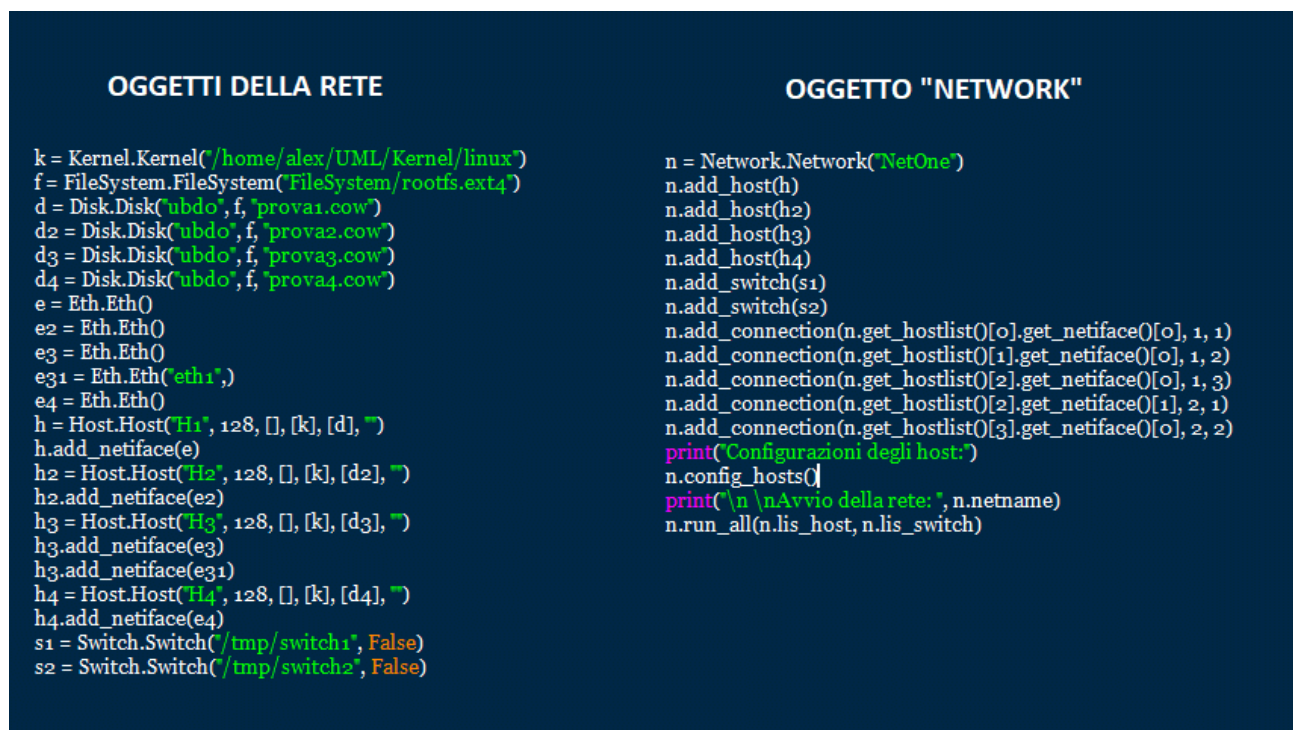 OGGETTI DELLA RETE
k = Kernel.Kernel("/home/alex/UML/Kernel/linux")
f = FileSystem.FileSystem("FileSystem/rootfs.ext4")
d = Disk.Disk("ubd0", f, "prova1.cow")
d2 = Disk.Disk("ubd0", f, "prova2.cow")
d3 = Disk.Disk("ubd0", f, "prova3.cow")
d4 = Disk.Disk("ubd0", f, "prova4.cow")
e = Eth.Eth()
e2 = Eth.Eth()
e3 = Eth.Eth()
e31 = Eth.Eth("eth1",)
e4 = Eth.Eth()
h = Host.Host("H1", 128, [], [k], [d], "")
h.add_netiface(e)
h2 = Host.Host("H2", 128, [], [k], [d2], "")
h2.add_netiface(e2)
h3 = Host.Host("H3", 128, [], [k], [d3], "")
h3.add_netiface(e3)
h3.add_netiface(e31)
h4 = Host.Host("H4", 128, [], [k], [d4], "")
h4.add_netiface(e4)
s1 = Switch.Switch("/tmp/switch1", False)
s2 = Switch.Switch("/tmp/switch2", False)
OGGETTO "NETWORK"
n = Network.Network("NetOne")
n.add_host(h)
n.add_host(h2)
n.add_host(h3)
n.add_host(h4)
n.add_switch(s1)
n.add_switch(s2)
n.add_connection(n.get_hostlist()[0].get_netiface()[0], 1, 1)
n.add_connection(n.get_hostlist()[1].get_netiface()[0], 1, 2)
n.add_connection(n.get_hostlist()[2].get_netiface()[0], 1, 3)
n.add_connection(n.get_hostlist()[2].get_netiface()[1], 2, 1)
n.add_connection(n.get_hostlist()[3].get_netiface()[0], 2, 2)
print("Configurazioni degli host:")
n.config_hosts()
print("\n \nAvvio della rete: ", n.netname)
n.run_all(n.lis_host, n.lis_switch)